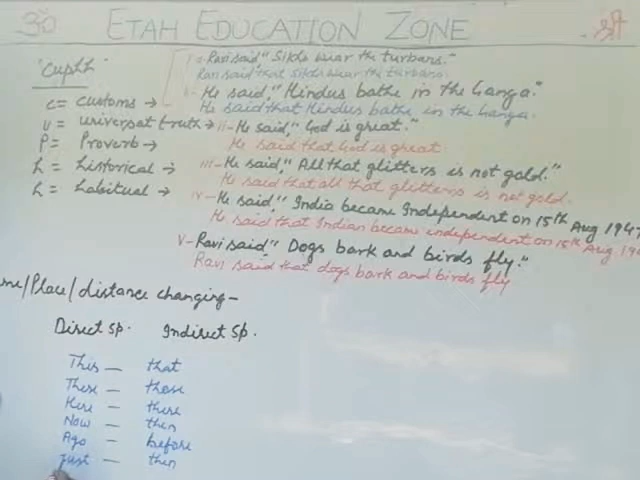 ॐ ETAH EDUCATION ZONE श्री
"Cuphh"
i- Ravi said," Sikhs wear the turbans."
Ravi said that Sikhs wear the turbans.
He said," Hindus bathe in the Ganga."
He said that Hindus bathe in the Ganga.
C = customs →
U = universal truth → ii- He said," God is great."
He said that God is great.
P = Proverb → iii- He said," All that glitters is not gold."
He said that all that glitters is not gold.
h = historical → iv- He said," India became Independent on 15th Aug 1947
He said that Indian became independent on 15th Aug 19
h = habitual → v- Ravi said," Dogs bark and birds fly."
Ravi said that dogs bark and birds fly
me/Place/distance changing-
Direct Sp. Indirect Sp.
This — that
These — those
Here — there
Now — then
Ago — before
Just — then